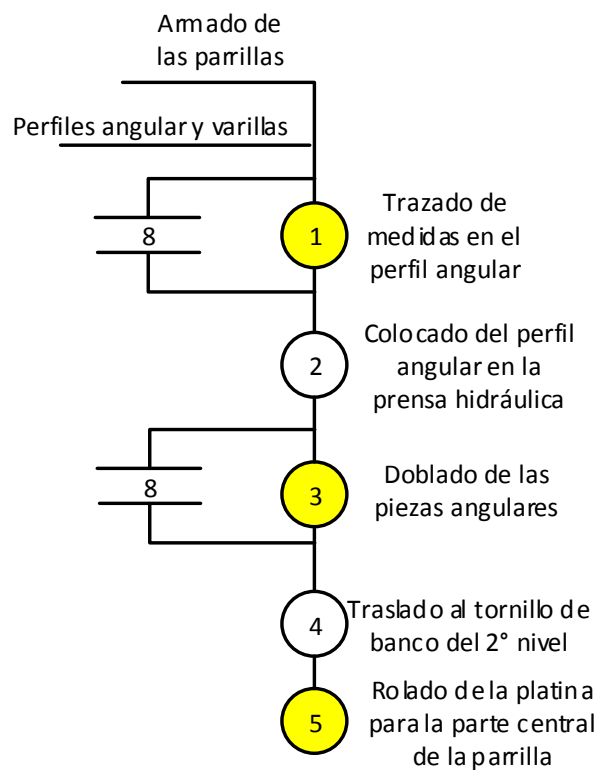 Armado de
las parrillas
Perfiles angular y varillas
8
1
Trazado de
medidas en el
perfil angular
2
Colocado del perfil
angular en la
prensa hidráulica
8
3
Doblado de las
piezas angulares
4
Traslado al tornillo de
banco del 2° nivel
5
Rolado de la platina
para la parte central
de la parrilla